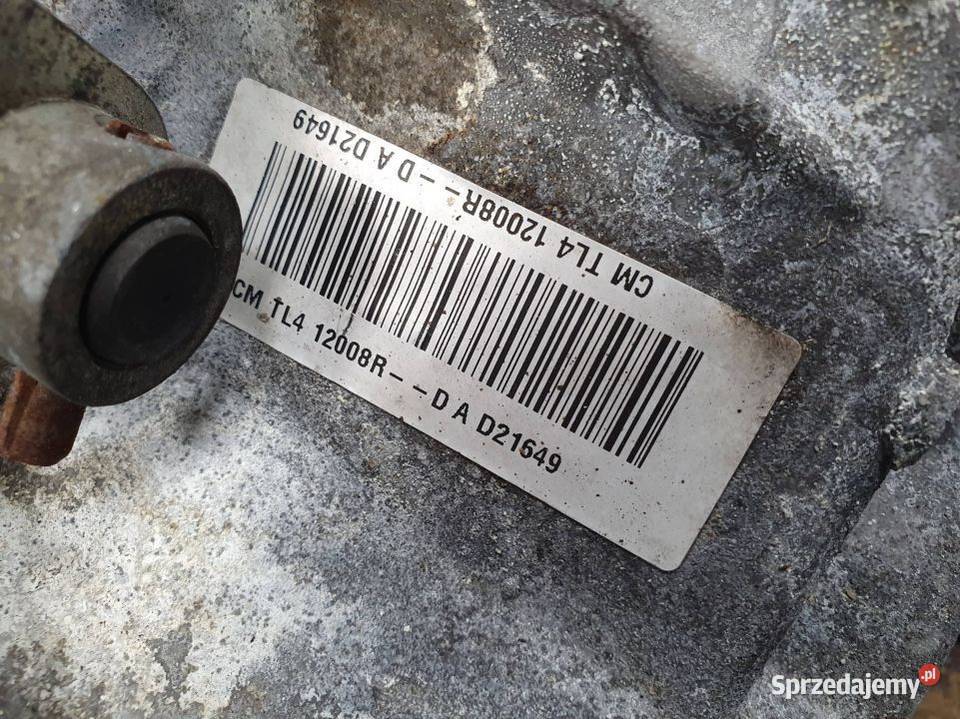 CM TL4 12008R--D A D21649
CM TL4 12008R--D A D21649
Sprzedajemy.pl